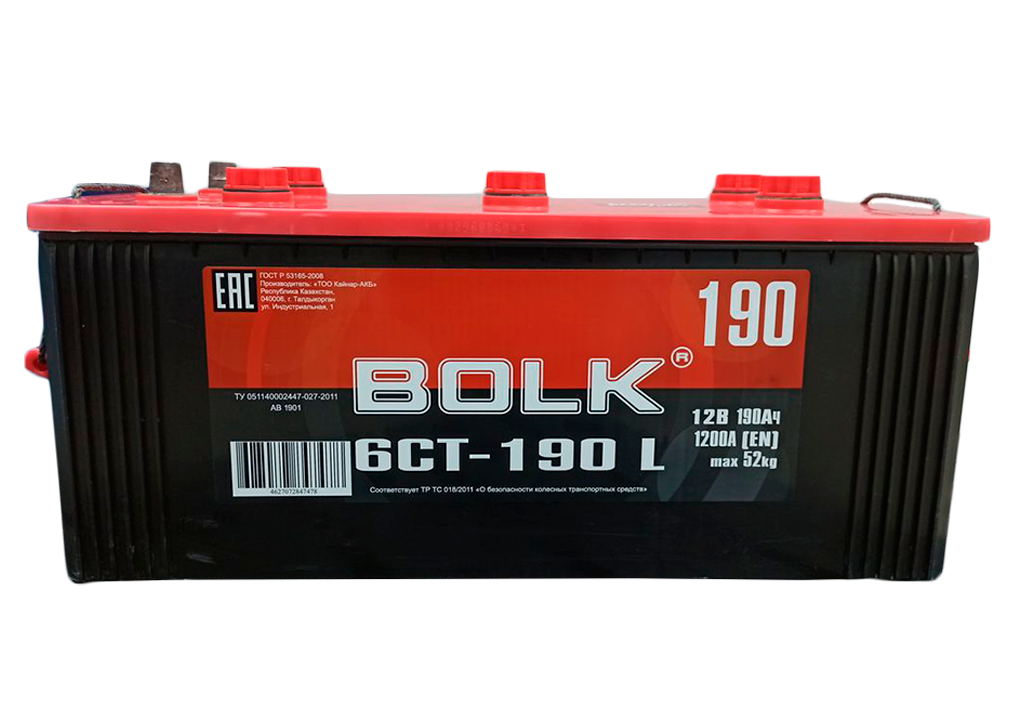 ЕАС
ГОСТ Р 53165-2008
Производитель: «ТОО Кайнар-АКБ»
Республика Казахстан,
040006, г. Талдыкорган
ул. Индустриальная, 1
190
BOLK®
ТУ 051140002447-027-2011
АВ 1901
12В 190Ач
1200А (EN)
max 52kg
6СТ-190 L
4627072847478
Соответствует ТР ТС 018/2011 «О безопасности колесных транспортных средств»